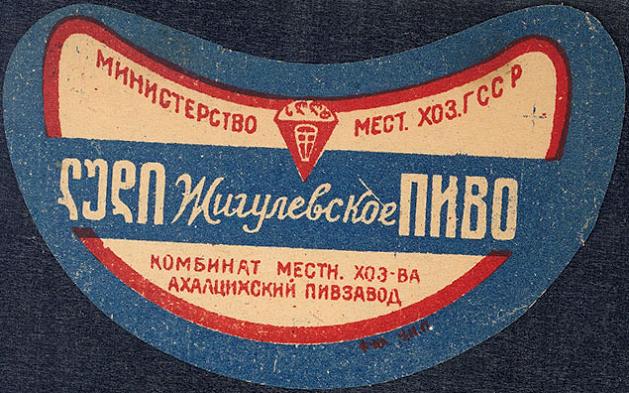 МИНИСТЕРСТВО МЕСТ. ХОЗ. ГССР
ლუდი Жигулевское ПИВО
КОМБИНАТ МЕСТН. ХОЗ-ВА
АХАЛЦИХСКИЙ ПИВЗАВОД